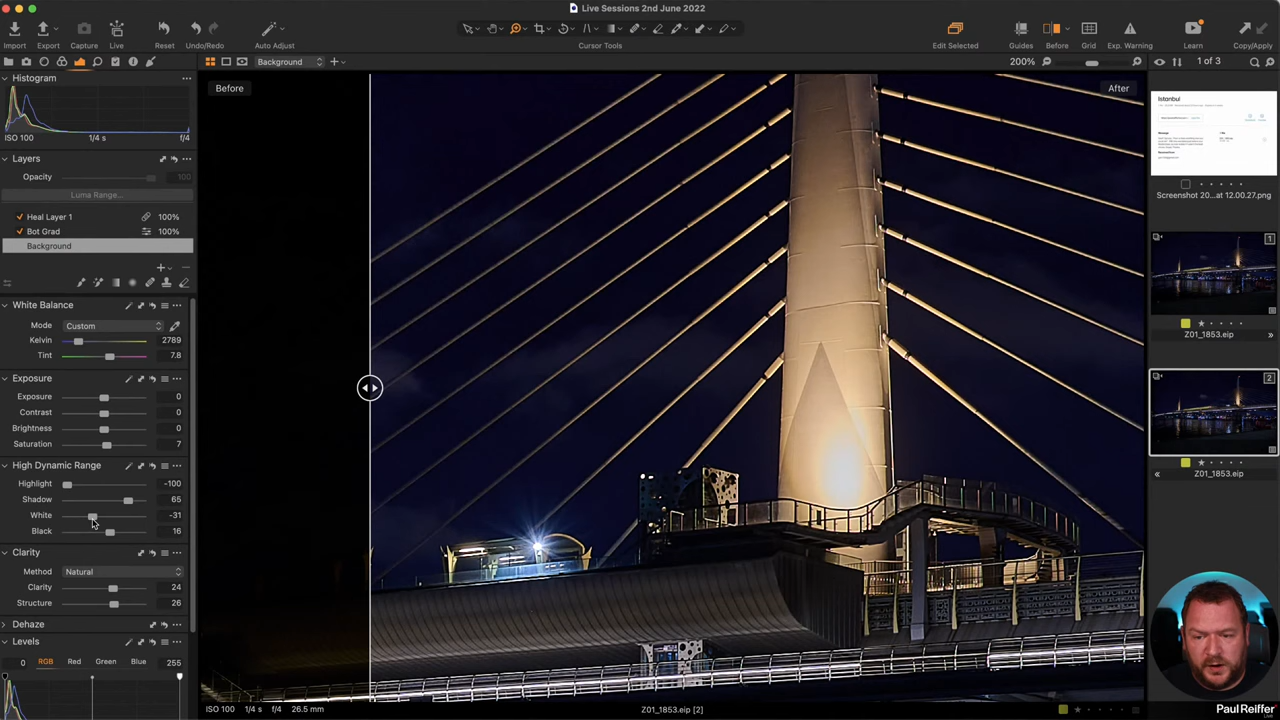 Live Sessions 2nd June 2022
Import Export Capture Live Reset Undo/Redo Auto Adjust Cursor Tools Edit Selected Guides Before Grid Exp. Warning Learn Copy/Apply
Background 200% 1 of 3
Histogram
ISO 100 1/4 s f/4
Layers
Opacity 100
Luma Range...
Heal Layer 1 100%
Bot Grad 100%
Background
White Balance
Mode Custom
Kelvin 2789
Tint 7.8
Exposure
Exposure 0
Contrast 0
Brightness 0
Saturation 7
High Dynamic Range
Highlight -100
Shadow 65
White -31
Black 16
Clarity
Method Natural
Clarity 24
Structure 26
Dehaze
Levels
0 RGB Red Green Blue 255
Before
After
ISO 100 1/4 s f/4 26.5 mm
Z01_1853.eip [2]
Istanbul
Screenshot 20...at 12.00.27.png
1
Z01_1853.eip
2
Z01_1853.eip
Paul Reiffer
Live